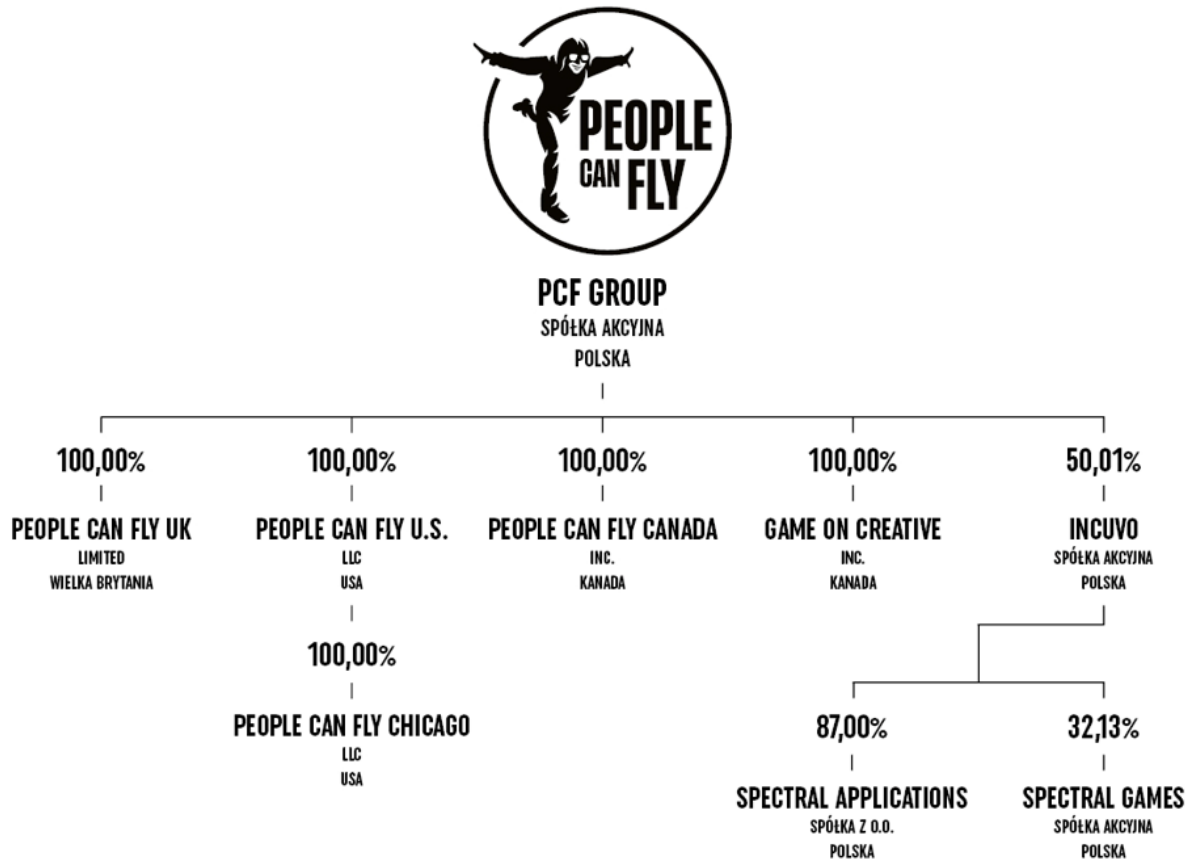 PEOPLE
CAN FLY
PCF GROUP
SPÓŁKA AKCYJNA
POLSKA
100,00%
100,00%
100,00%
100,00%
50,01%
PEOPLE CAN FLY UK
LIMITED
WIELKA BRYTANIA
PEOPLE CAN FLY U.S.
LLC
USA
PEOPLE CAN FLY CANADA
INC.
KANADA
GAME ON CREATIVE
INC.
KANADA
INCUVO
SPÓŁKA AKCYJNA
POLSKA
100,00%
PEOPLE CAN FLY CHICAGO
LLC
USA
87,00%
32,13%
SPECTRAL APPLICATIONS
SPÓŁKA Z O.O.
POLSKA
SPECTRAL GAMES
SPÓŁKA AKCYJNA
POLSKA